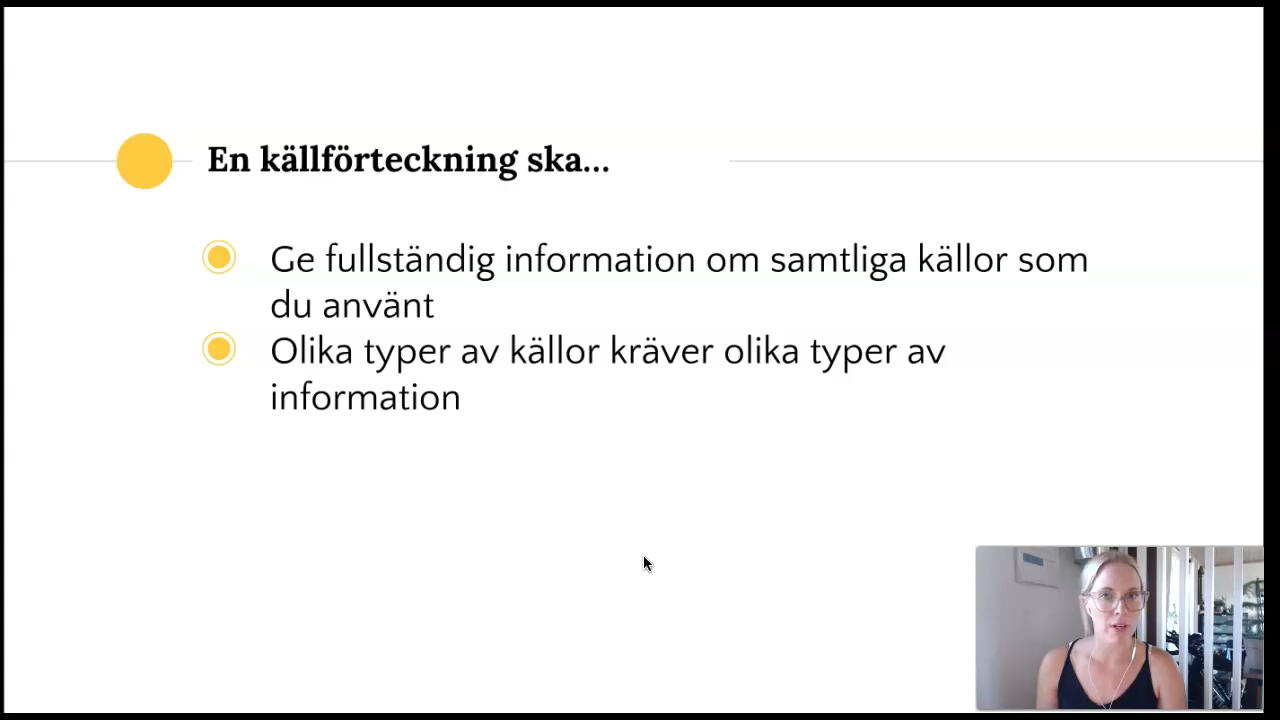 En källförteckning ska...
Ge fullständig information om samtliga källor som
du använt
Olika typer av källor kräver olika typer av
information